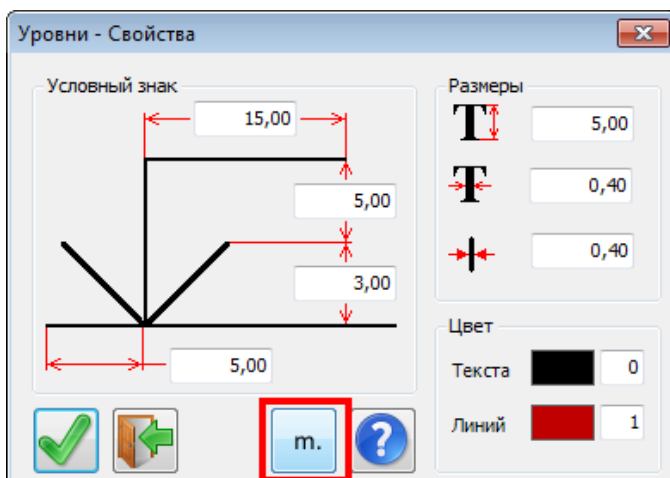 Уровни - Свойства
Условный знак
15,00
5,00
3,00
5,00
Размеры
T 5,00
T 0,40
0,40
Цвет
Текста 0
Линий 1
m.
?